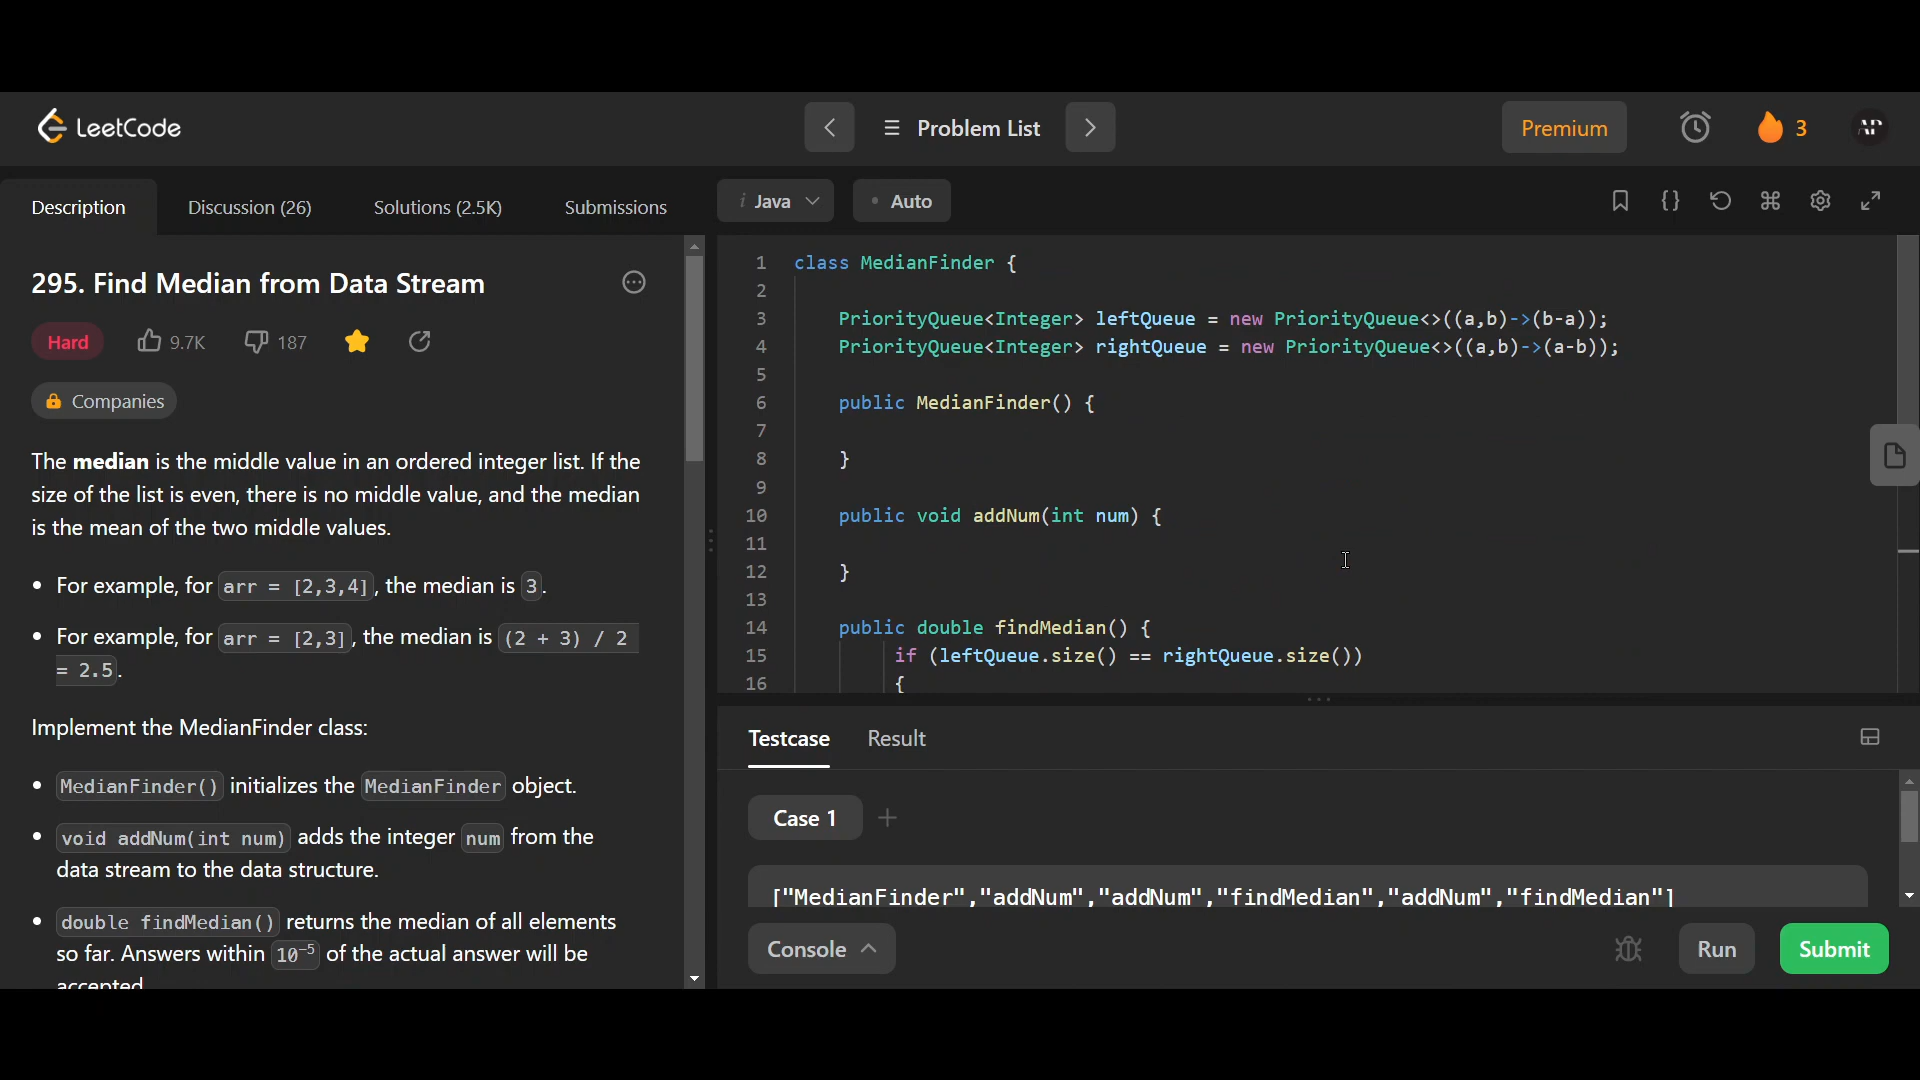 LeetCode
Problem List
Premium
3
AP
Description
Discussion (26)
Solutions (2.5K)
Submissions
i Java
• Auto
295. Find Median from Data Stream
Hard
9.7K
187
Companies
The median is the middle value in an ordered integer list. If the
size of the list is even, there is no middle value, and the median
is the mean of the two middle values.
• For example, for arr = [2,3,4], the median is 3.
• For example, for arr = [2,3], the median is (2 + 3) / 2
= 2.5.
Implement the MedianFinder class:
• MedianFinder() initializes the MedianFinder object.
• void addNum(int num) adds the integer num from the
data stream to the data structure.
• double findMedian() returns the median of all elements
so far. Answers within 10⁻⁵ of the actual answer will be
accepted.
1 class MedianFinder {
2
3 PriorityQueue<Integer> leftQueue = new PriorityQueue<>((a,b)->(b-a));
4 PriorityQueue<Integer> rightQueue = new PriorityQueue<>((a,b)->(a-b));
5
6 public MedianFinder() {
7
8 }
9
10 public void addNum(int num) {
11
12 }
13
14 public double findMedian() {
15 if (leftQueue.size() == rightQueue.size())
16 {
Testcase
Result
Case 1
["MedianFinder","addNum","addNum","findMedian","addNum","findMedian"]
Console
Run
Submit